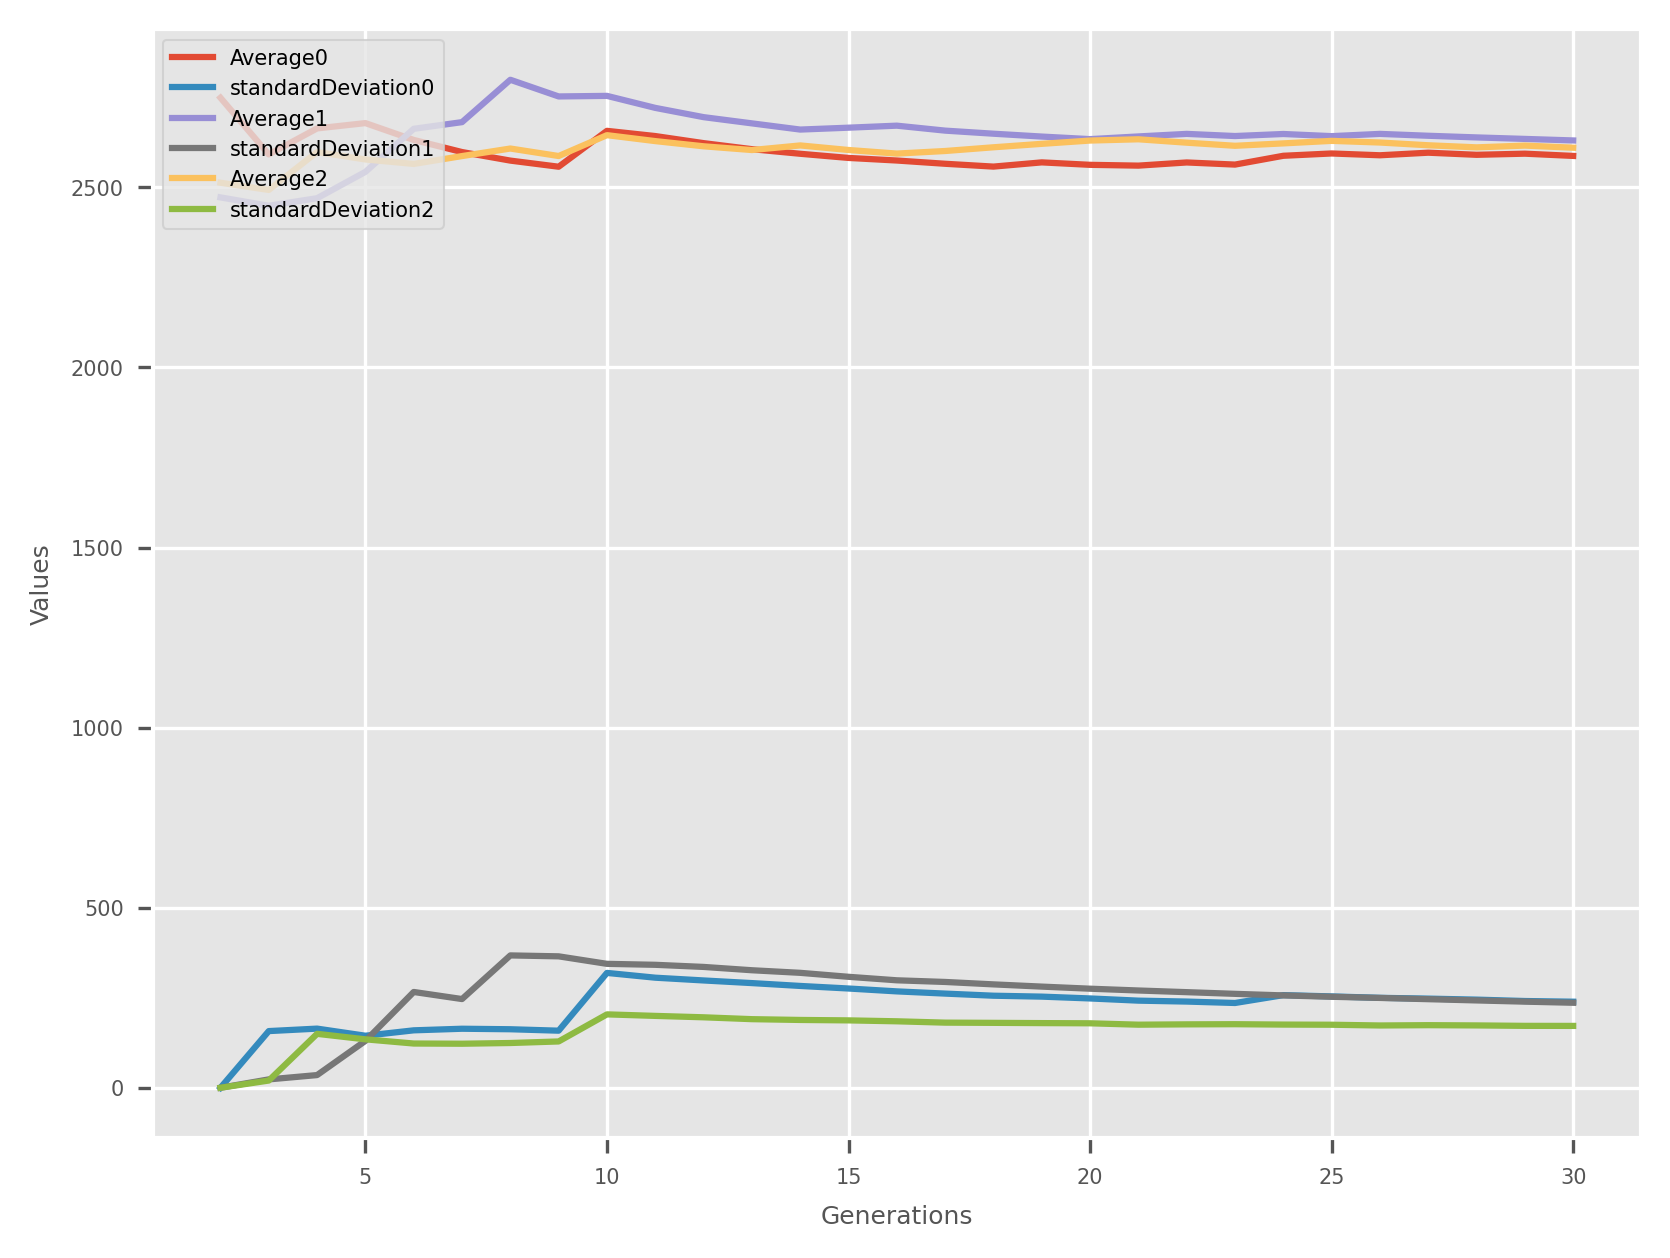 Average0
standardDeviation0
Average1
standardDeviation1
Average2
standardDeviation2
2500
2000
1500
1000
500
0
Values
5 10 15 20 25 30
Generations